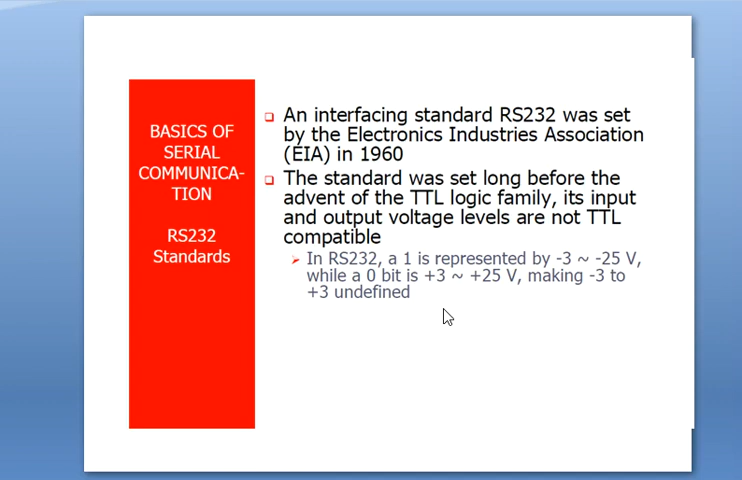 BASICS OF
SERIAL
COMMUNICA-
TION
RS232
Standards
An interfacing standard RS232 was set
by the Electronics Industries Association
(EIA) in 1960
The standard was set long before the
advent of the TTL logic family, its input
and output voltage levels are not TTL
compatible
In RS232, a 1 is represented by -3 ~ -25 V,
while a 0 bit is +3 ~ +25 V, making -3 to
+3 undefined